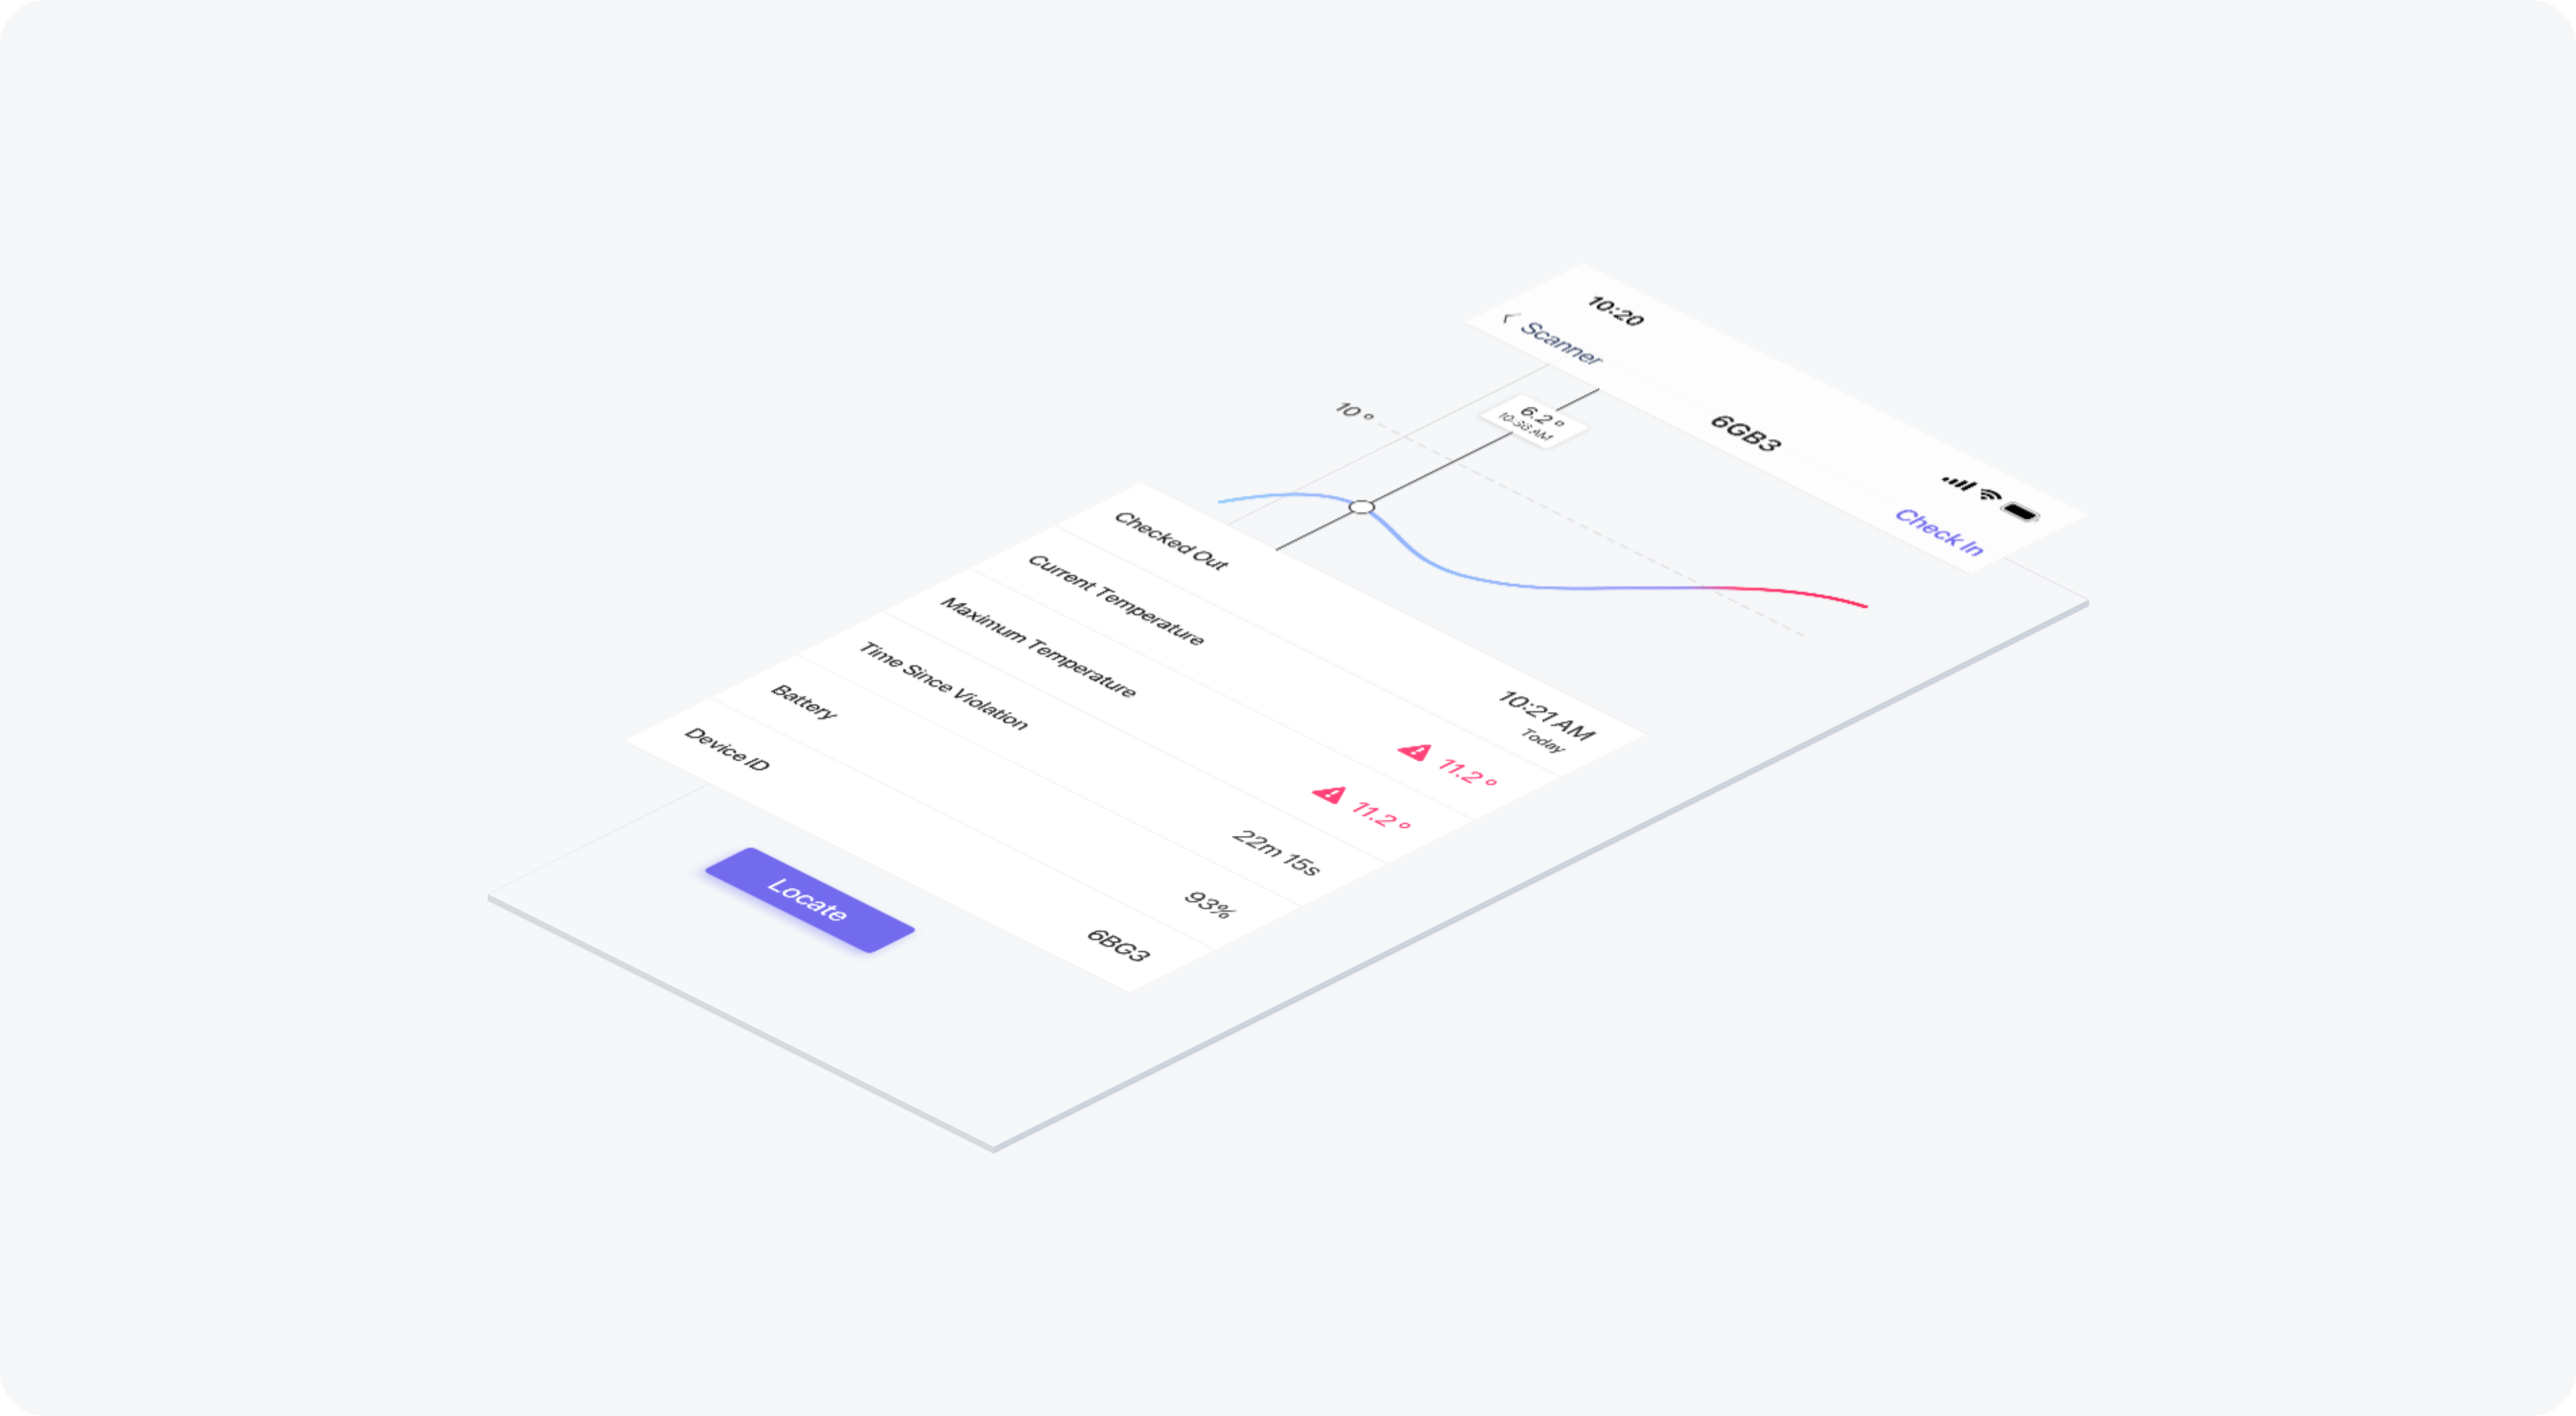 10:20
Scanner
6GB3
Check In
10°
6.2°
10:36 AM
Checked Out
10:21 AM
Today
Current Temperature
11.2°
Maximum Temperature
11.2°
Time Since Violation
22m 15s
Battery
93%
Device ID
6BG3
Locate